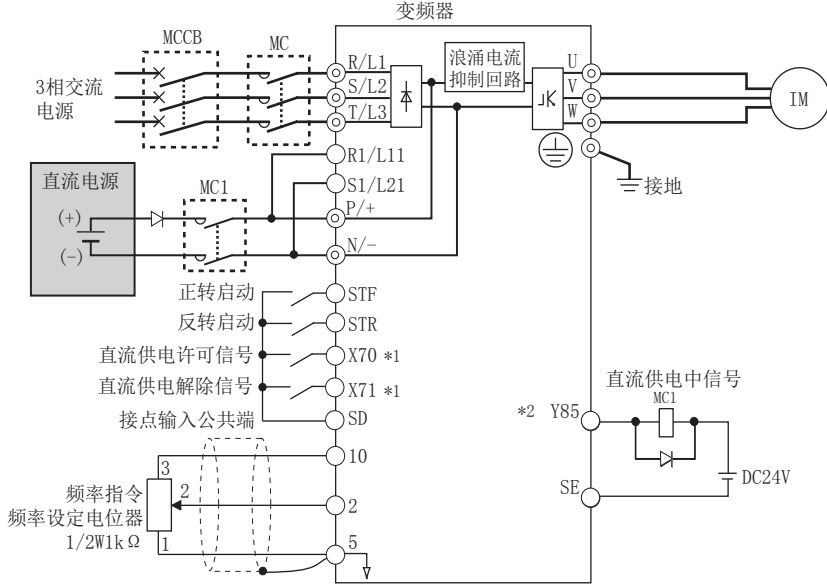 变频器
MCCB
MC
3相交流
电源
R/L1
S/L2
T/L3
浪涌电流
抑制回路
U
V
W
IM
接地
R1/L11
S1/L21
P/+
N/-
直流电源
(+)
(-)
MC1
正转启动
STF
反转启动
STR
直流供电许可信号
X70 *1
直流供电解除信号
X71 *1
接点输入公共端
SD
直流供电中信号
MC1
*2 Y85
SE
DC24V
频率指令
频率设定电位器
1/2W1kΩ
3
2
1
10
2
5